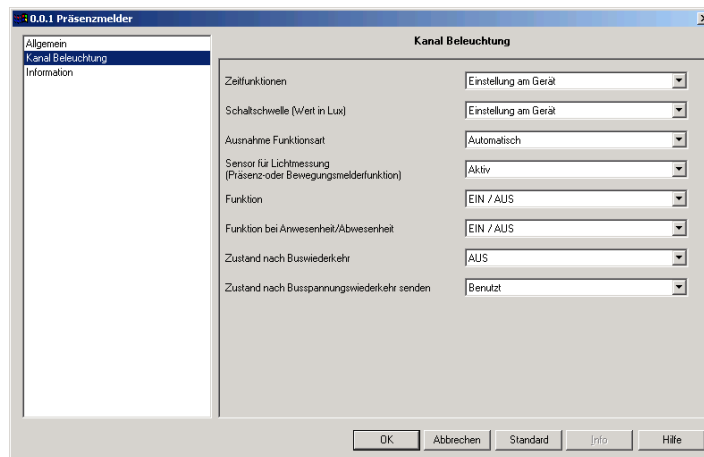 0.0.1 Präsenzmelder
Allgemein
Kanal Beleuchtung
Information
Kanal Beleuchtung
Zeitfunktionen
Einstellung am Gerät
Schaltschwelle (Wert in Lux)
Einstellung am Gerät
Ausnahme Funktionsart
Automatisch
Sensor für Lichtmessung
(Präsenz-oder Bewegungsmelderfunktion)
Aktiv
Funktion
EIN / AUS
Funktion bei Anwesenheit/Abwesenheit
EIN / AUS
Zustand nach Buswiederkehr
AUS
Zustand nach Busspannungswiederkehr senden
Benutzt
OK
Abbrechen
Standard
Info
Hilfe